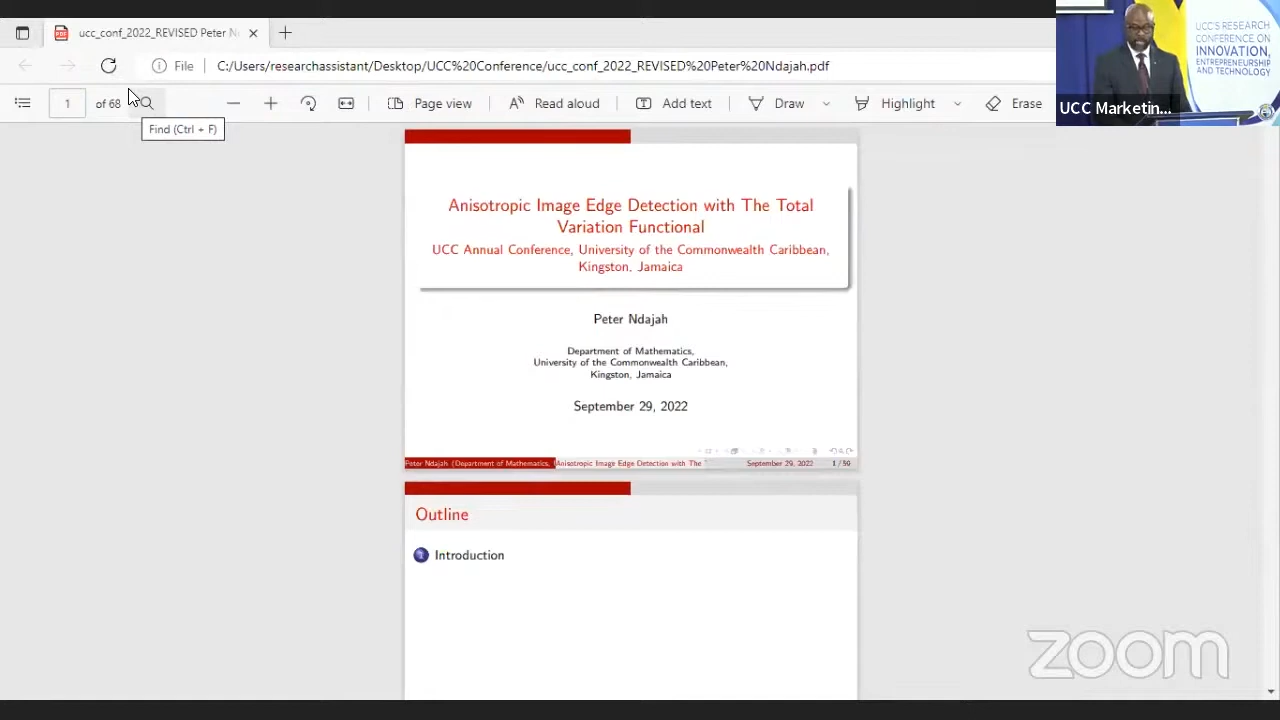 ucc_conf_2022_REVISED Peter N
File
C:/Users/researchassistant/Desktop/UCC%20Conference/ucc_conf_2022_REVISED%20Peter%20Ndajah.pdf
1 of 68
Page view
Read aloud
Add text
Draw
Highlight
Erase
Find (Ctrl + F)
UCC'S RESEARCH
CONFERENCE ON
INNOVATION,
ENTREPRENEURSHIP
AND TECHNOLOGY
UCC Marketin...
Anisotropic Image Edge Detection with The Total
Variation Functional
UCC Annual Conference, University of the Commonwealth Caribbean,
Kingston, Jamaica
Peter Ndajah
Department of Mathematics,
University of the Commonwealth Caribbean,
Kingston, Jamaica
September 29, 2022
Peter Ndajah (Department of Mathematics, Anisotropic Image Edge Detection with The September 29, 2022 1 / 59
Outline
1 Introduction
zoom